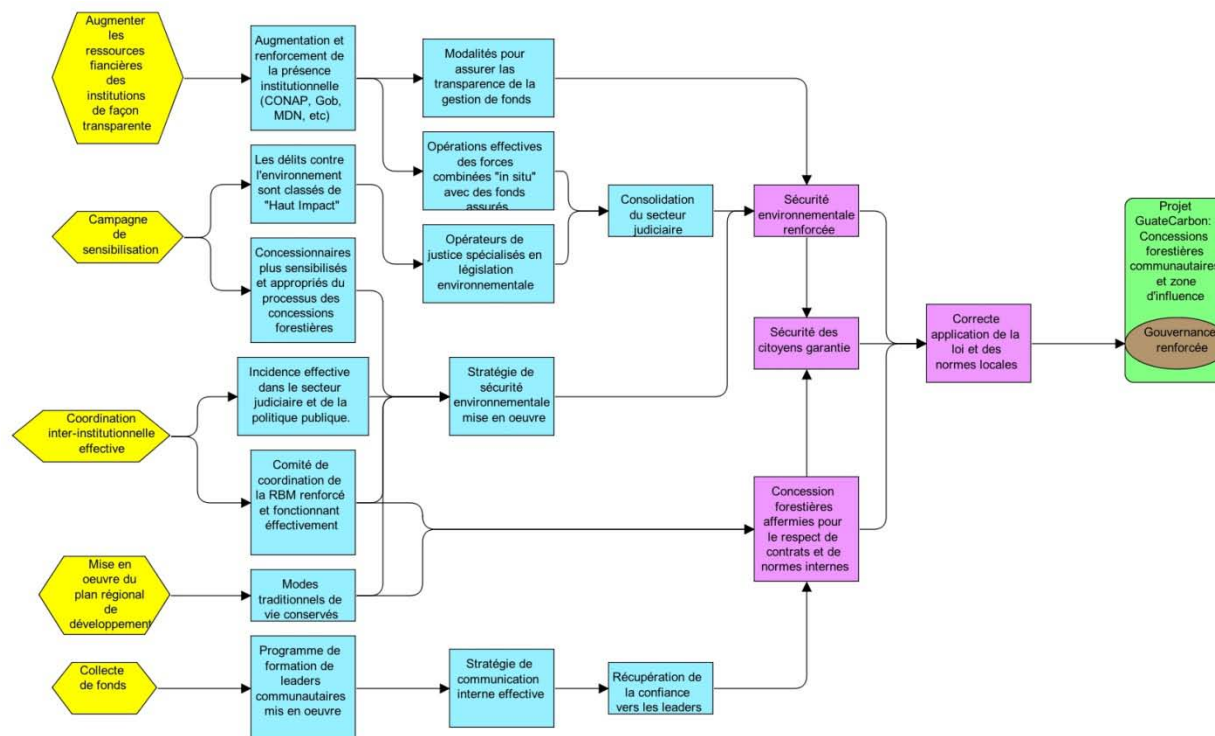 Augmenter
les
ressources
fiancières
des
institutions
de façon
transparente
Augmentation et
renforcement de
la présence
institutionnelle
(CONAP, Gob,
MDN, etc)
Modalités pour
assurer las
transparence de la
gestion de fonds
Opérations effectives
des forces
combinées "in situ"
avec des fonds
assurés
Les délits contre
l'environnement
sont classés de
"Haut Impact"
Campagne
de
sensibilisation
Concessionnaires
plus sensibilisés
et appropriés du
processus des
concessions
forestières
Opérateurs de
justice spécialisés en
législation
environnementale
Consolidation
du secteur
judiciaire
Sécurité
environnementale
renforcée
Projet
GuateCarbon:
Concessions
forestières
communautaires
et zone
d'influence
Gouvernance
renforcée
Correcte
application de la
loi et des
normes locales
Sécurité des
citoyens garantie
Incidence effective
dans le secteur
judiciaire et de la
politique publique.
Stratégie de
sécurité
environnementale
mise en oeuvre
Coordination
inter-institutionnelle
effective
Comité de
coordination de
la RBM renforcé
et fonctionnant
éffectivement
Concession
forestières
affermies pour
le respect de
contrats et de
normes internes
Mise en
oeuvre du
plan régional
de
développement
Modes
traditionnels de
vie conservés
Collecte
de fonds
Programme de
formation de
leaders
communautaires
mis en oeuvre
Stratégie de
communication
interne effective
Récupération de
la confiance
vers les leaders